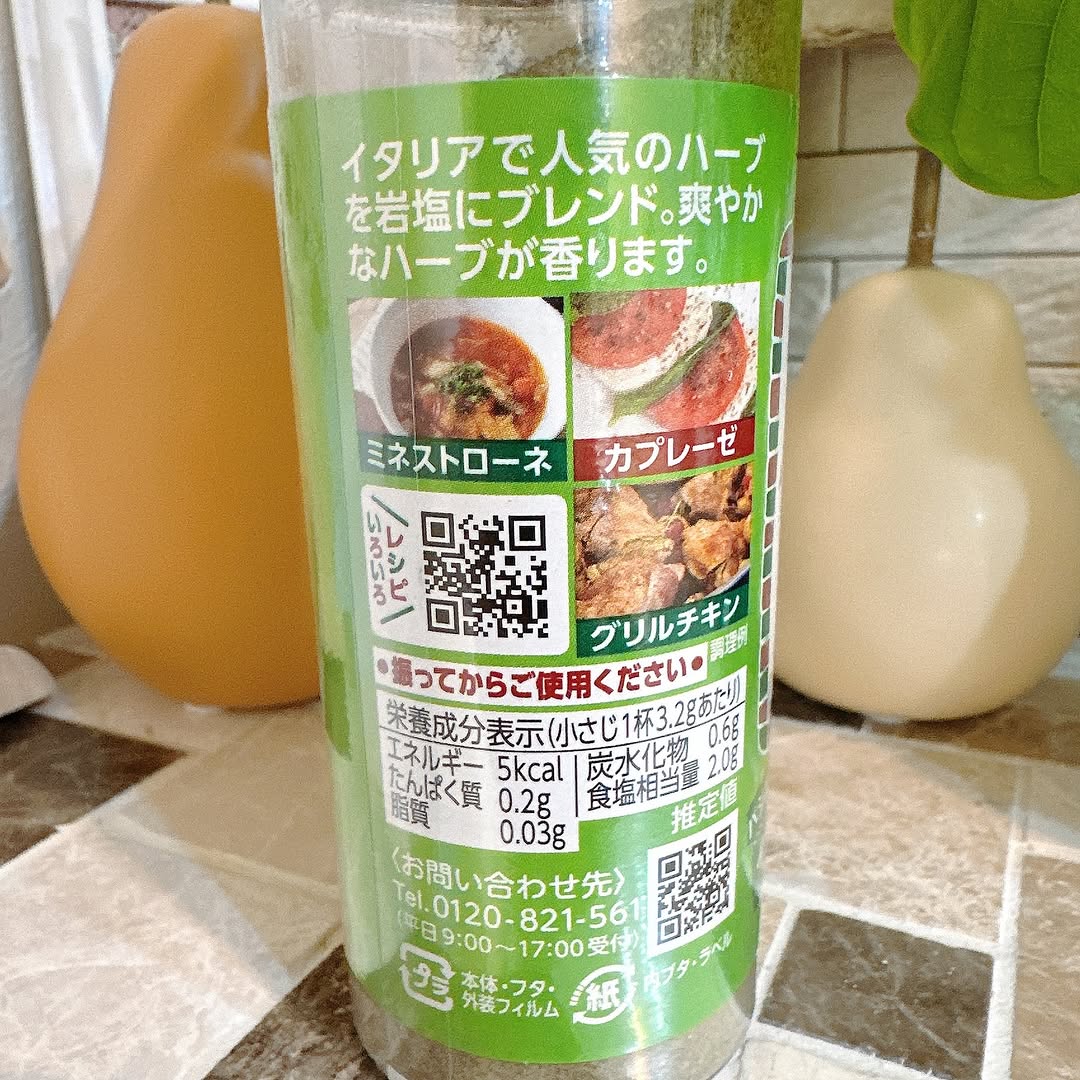 イタリアで人気のハーブ
を岩塩にブレンド。爽やか
なハーブが香ります。
ミネストローネ
カプレーゼ
レシピ
いろいろ
グリルチキン
調理例
•振ってからご使用ください•
栄養成分表示(小さじ1杯3.2gあたり)
エネルギー 5kcal
たんぱく質 0.2g
脂質 0.03g
炭水化物 0.6g
食塩相当量 2.0g
推定値
〈お問い合わせ先〉
Tel.0120-821-561
(平日9:00〜17:00受付)
プラ
本体・フタ・
外装フィルム
紙
内フタ・ラベル